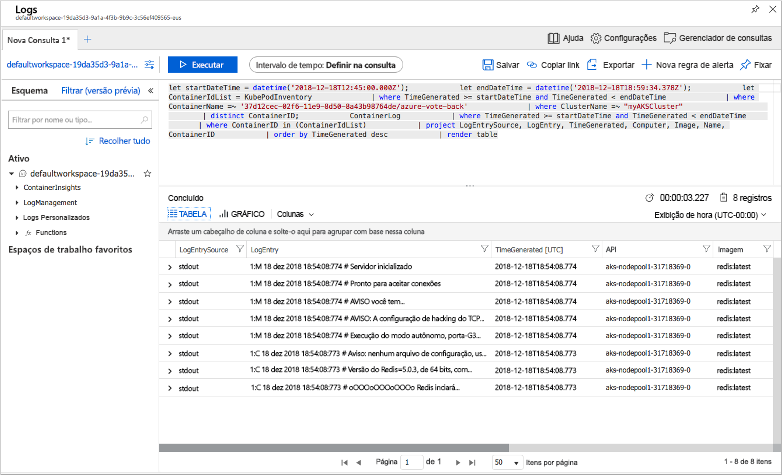 Logs
defaultworkspace-19da35d3-9a1a-4f3b-9b9c-3c56ef409565-eus
Nova Consulta 1* +
Ajuda Configurações Gerenciador de consultas
defaultworkspace-19da35d3-9a1a-... Executar Intervalo de tempo: Definir na consulta Salvar Copiar link Exportar Nova regra de alerta Fixar
Esquema Filtrar (versão prévia) «
Filtrar por nome ou tipo...
Recolher tudo
Ativo
defaultworkspace-19da35...
ContainerInsights
LogManagement
Logs Personalizados
fx Functions
Espaços de trabalho favoritos
let startDateTime = datetime('2018-12-18T12:45:00.000Z'); let endDateTime = datetime('2018-12-18T18:59:34.378Z'); let
ContainerIdList = KubePodInventory | where TimeGenerated >= startDateTime and TimeGenerated < endDateTime | where
ContainerName =~ '37d12cec-02f6-11e9-8d50-8a43b98764de/azure-vote-back' | where ClusterName =~ "myAKSCluster"
| distinct ContainerID; ContainerLog | where TimeGenerated >= startDateTime and TimeGenerated < endDateTime
| where ContainerID in (ContainerIdList) | project LogEntrySource, LogEntry, TimeGenerated, Computer, Image, Name,
ContainerID | order by TimeGenerated desc | render table
Concluído 00:00:03.227 8 registros
TABELA GRÁFICO Colunas Exibição de hora (UTC-00:00)
Arraste um cabeçalho de coluna e solte-o aqui para agrupar com base nessa coluna
LogEntrySource LogEntry TimeGenerated [UTC] API Imagem
stdout 1:M 18 dez 2018 18:54:08:774 # Servidor inicializado 2018-12-18T18:54:08.774 aks-nodepool1-31718369-0 redis:latest
stdout 1:M 18 dez 2018 18:54:08:774 # Pronto para aceitar conexões 2018-12-18T18:54:08.774 aks-nodepool1-31718369-0 redis:latest
stdout 1:M 18 dez 2018 18:54:08:774 # AVISO você tem... 2018-12-18T18:54:08.774 aks-nodepool1-31718369-0 redis:latest
stdout 1:M 18 dez 2018 18:54:08:774 # AVISO: A configuração de hacking do TCP... 2018-12-18T18:54:08.774 aks-nodepool1-31718369-0 redis:latest
stdout 1:M 18 dez 2018 18:54:08:774 # Execução do modo autônomo, porta-G3... 2018-12-18T18:54:08.774 aks-nodepool1-31718369-0 redis:latest
stdout 1:C 18 dez 2018 18:54:08:773 # Aviso: nenhum arquivo de configuração, us... 2018-12-18T18:54:08.773 aks-nodepool1-31718369-0 redis:latest
stdout 1:C 18 dez 2018 18:54:08:773 # Versão do Redis=5.0.3, de 64 bits, com... 2018-12-18T18:54:08.773 aks-nodepool1-31718369-0 redis:latest
stdout 1:C 18 dez 2018 18:54:08:773 # oOOOoOOOoOOOo Redis iniciará... 2018-12-18T18:54:08.773 aks-nodepool1-31718369-0 redis:latest
Página 1 de 1 50 Itens por página 1 - 8 de 8 itens